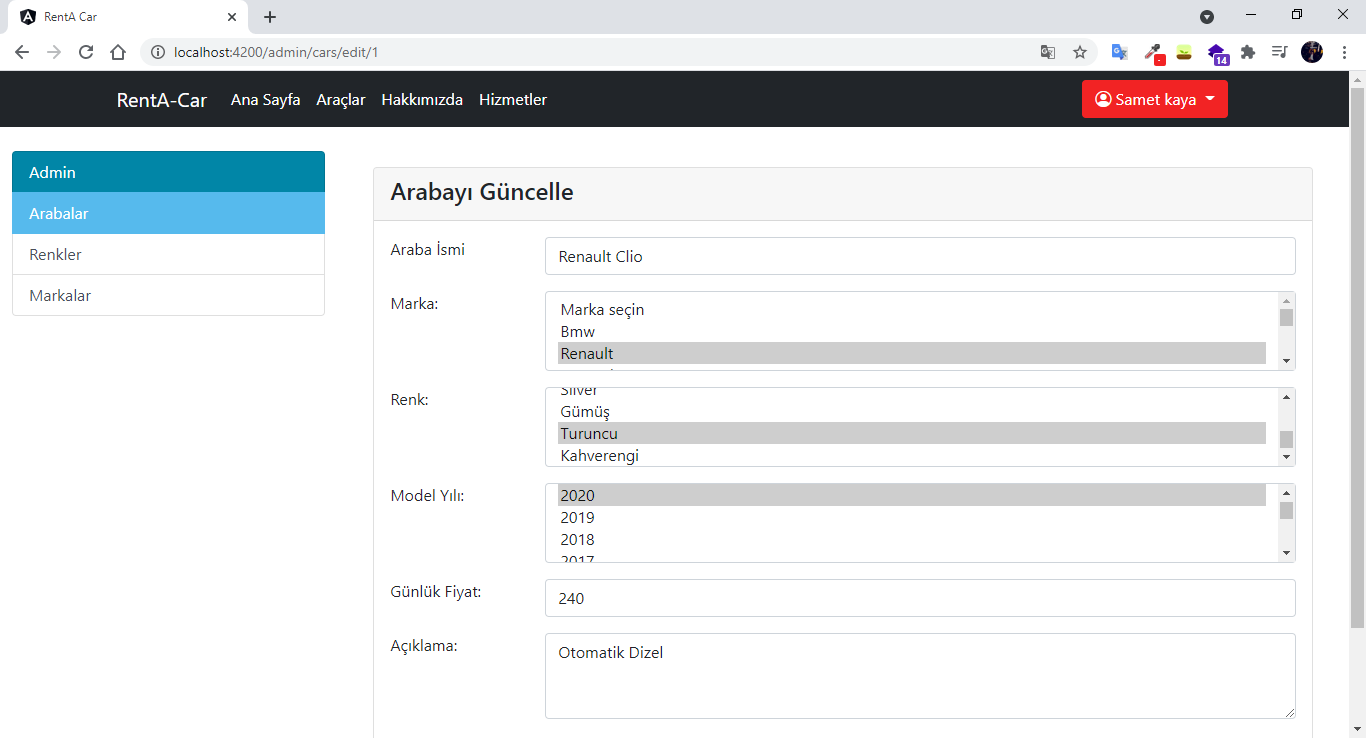 RentA Car
localhost:4200/admin/cars/edit/1
14
RentA-Car Ana Sayfa Araçlar Hakkımızda Hizmetler Samet kaya
Admin
Arabalar
Renkler
Markalar
Arabayı Güncelle
Araba İsmi
Renault Clio
Marka:
Marka seçin
Bmw
Renault
Renk:
Silver
Gümüş
Turuncu
Kahverengi
Model Yılı:
2020
2019
2018
2017
Günlük Fiyat:
240
Açıklama:
Otomatik Dizel